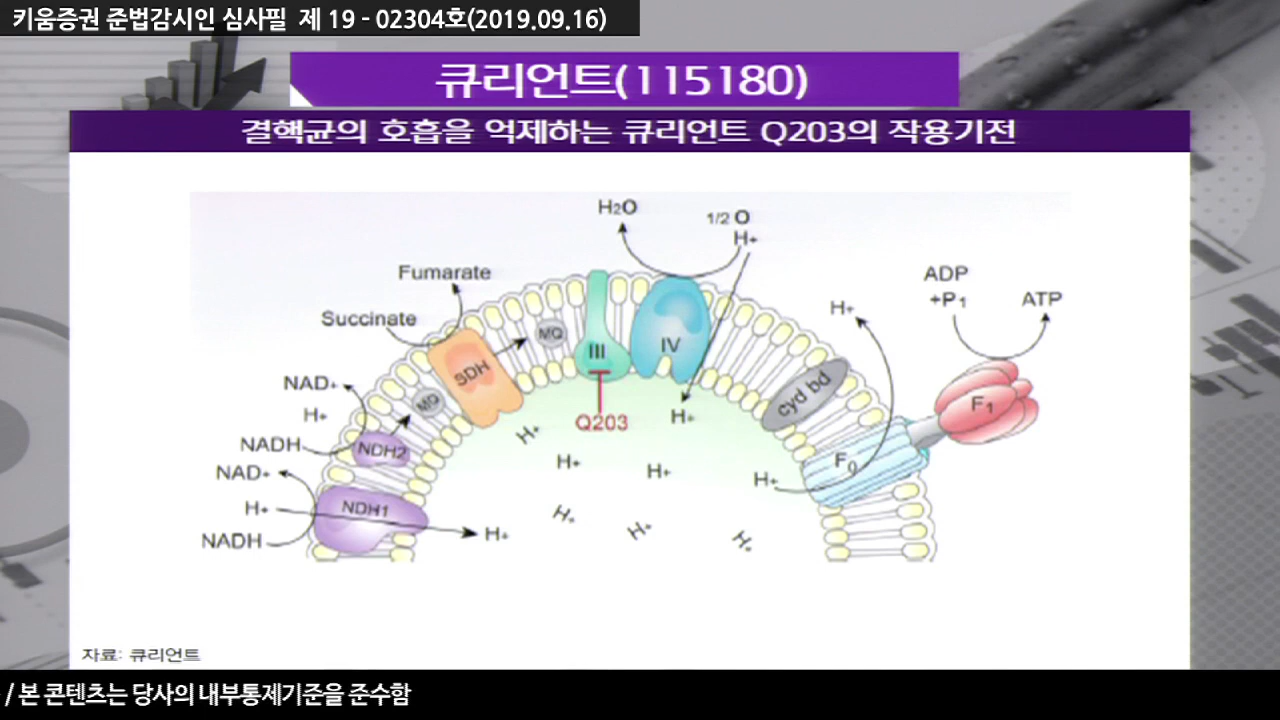 키움증권 준법감시인 심사필 제 19 - 02304호(2019.09.16)
큐리언트(115180)
결핵균의 호흡을 억제하는 큐리언트 Q203의 작용기전
H2O
1/2 O
H+
Fumarate
Succinate
ADP
+P1
ATP
H+
MQ
III
IV
SDH
NAD+
H+
MQ
cyd bd
F1
Q203
H+
H+
NADH
NDH2
F0
NAD+
H+
H+
H+
H+
NDH1
H+
H+
H+
H+
NADH
H+
자료: 큐리언트
/ 본 콘텐츠는 당사의 내부통제기준을 준수함